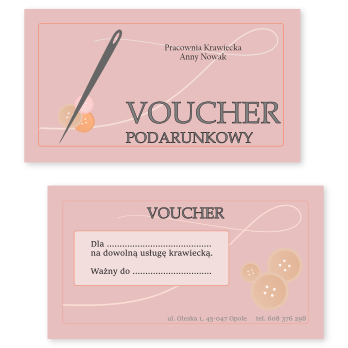 Pracownia Krawiecka
Anny Nowak
VOUCHER
PODARUNKOWY
VOUCHER
Dla ..........................................
na dowolną usługę krawiecką.
Ważny do ................................
ul. Oleska 1, 45-047 Opole tel. 608 376 298